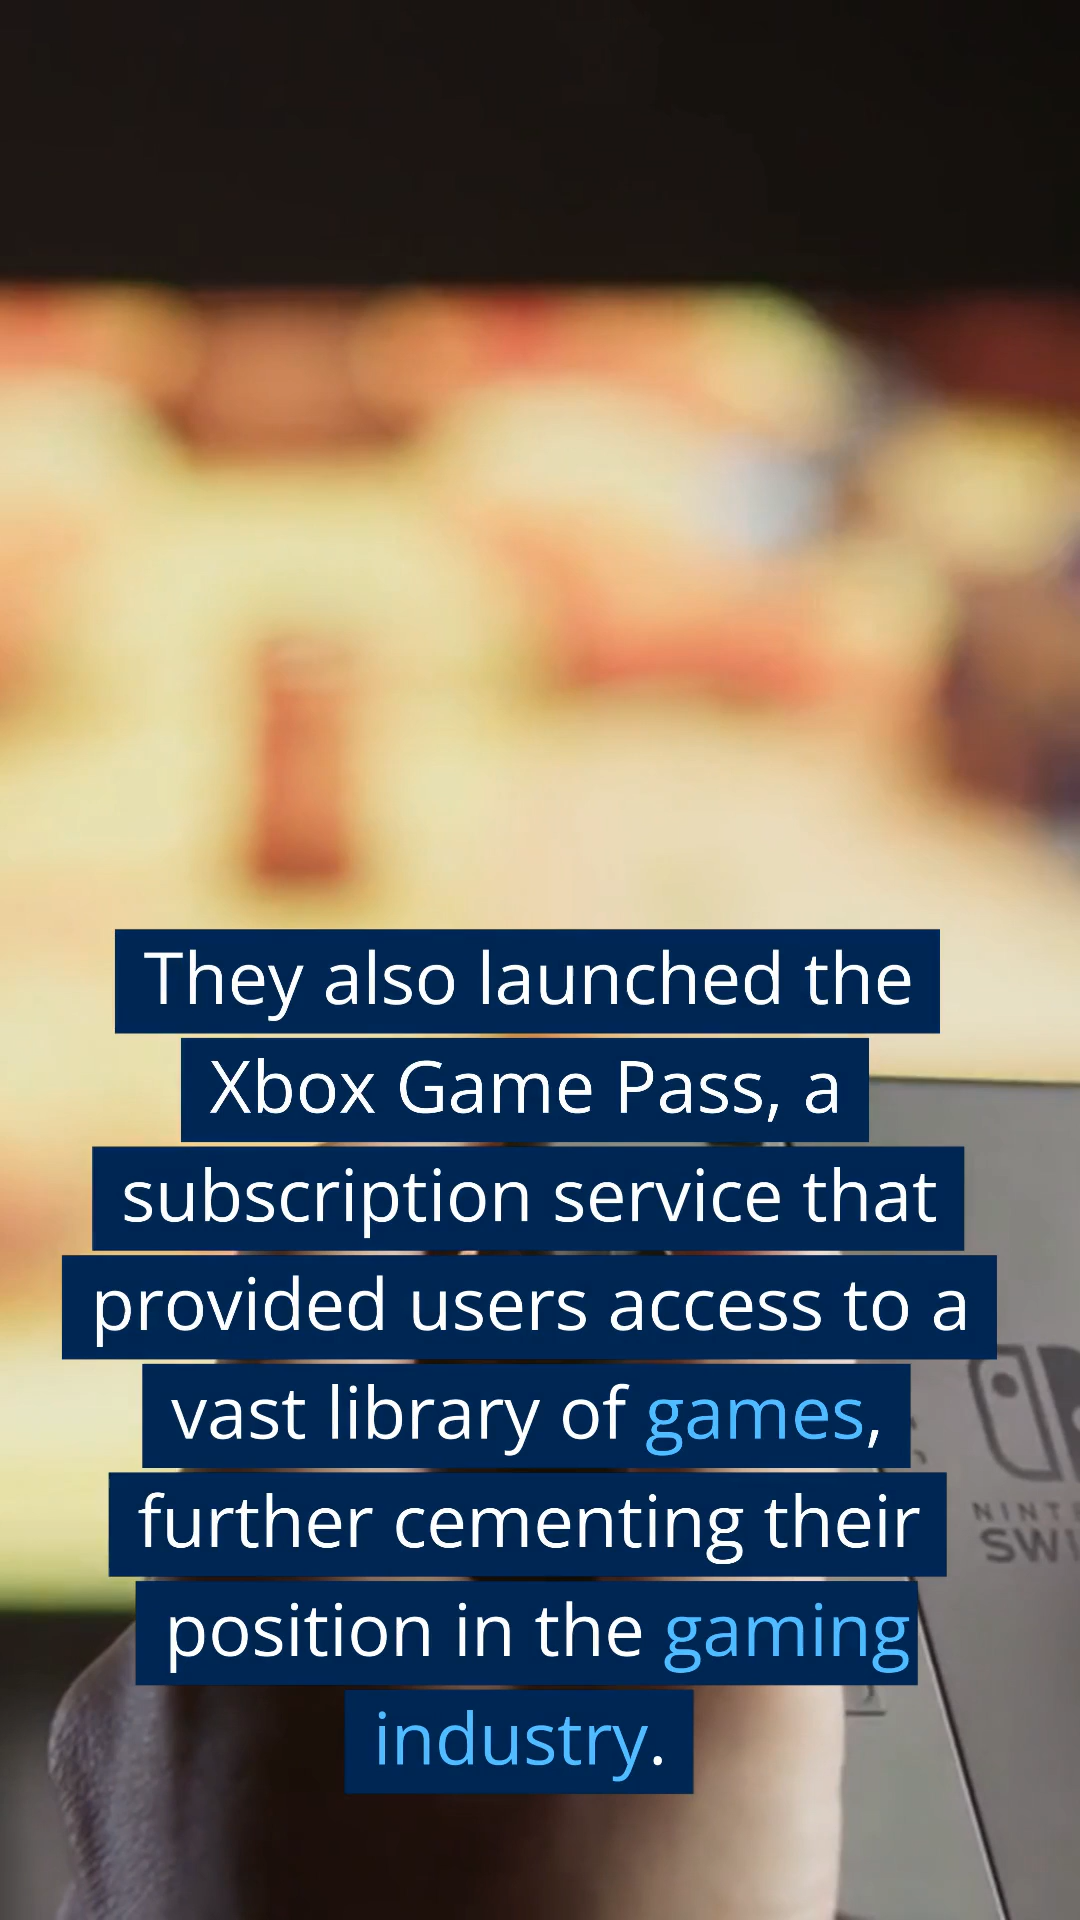 They also launched the
Xbox Game Pass, a
subscription service that
provided users access to a
vast library of games,
further cementing their
position in the gaming
industry.